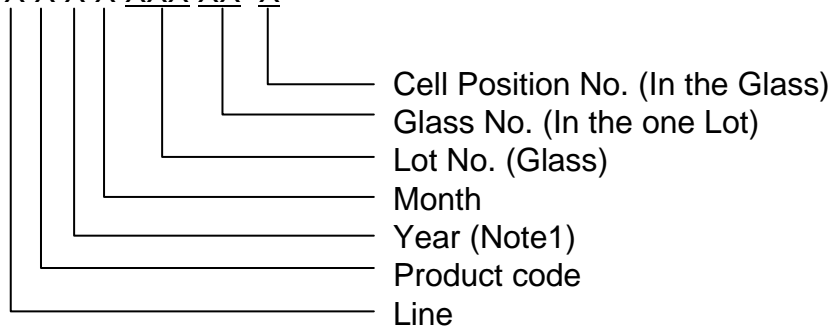 Cell Position No. (In the Glass)
Glass No. (In the one Lot)
Lot No. (Glass)
Month
Year (Note1)
Product code
Line